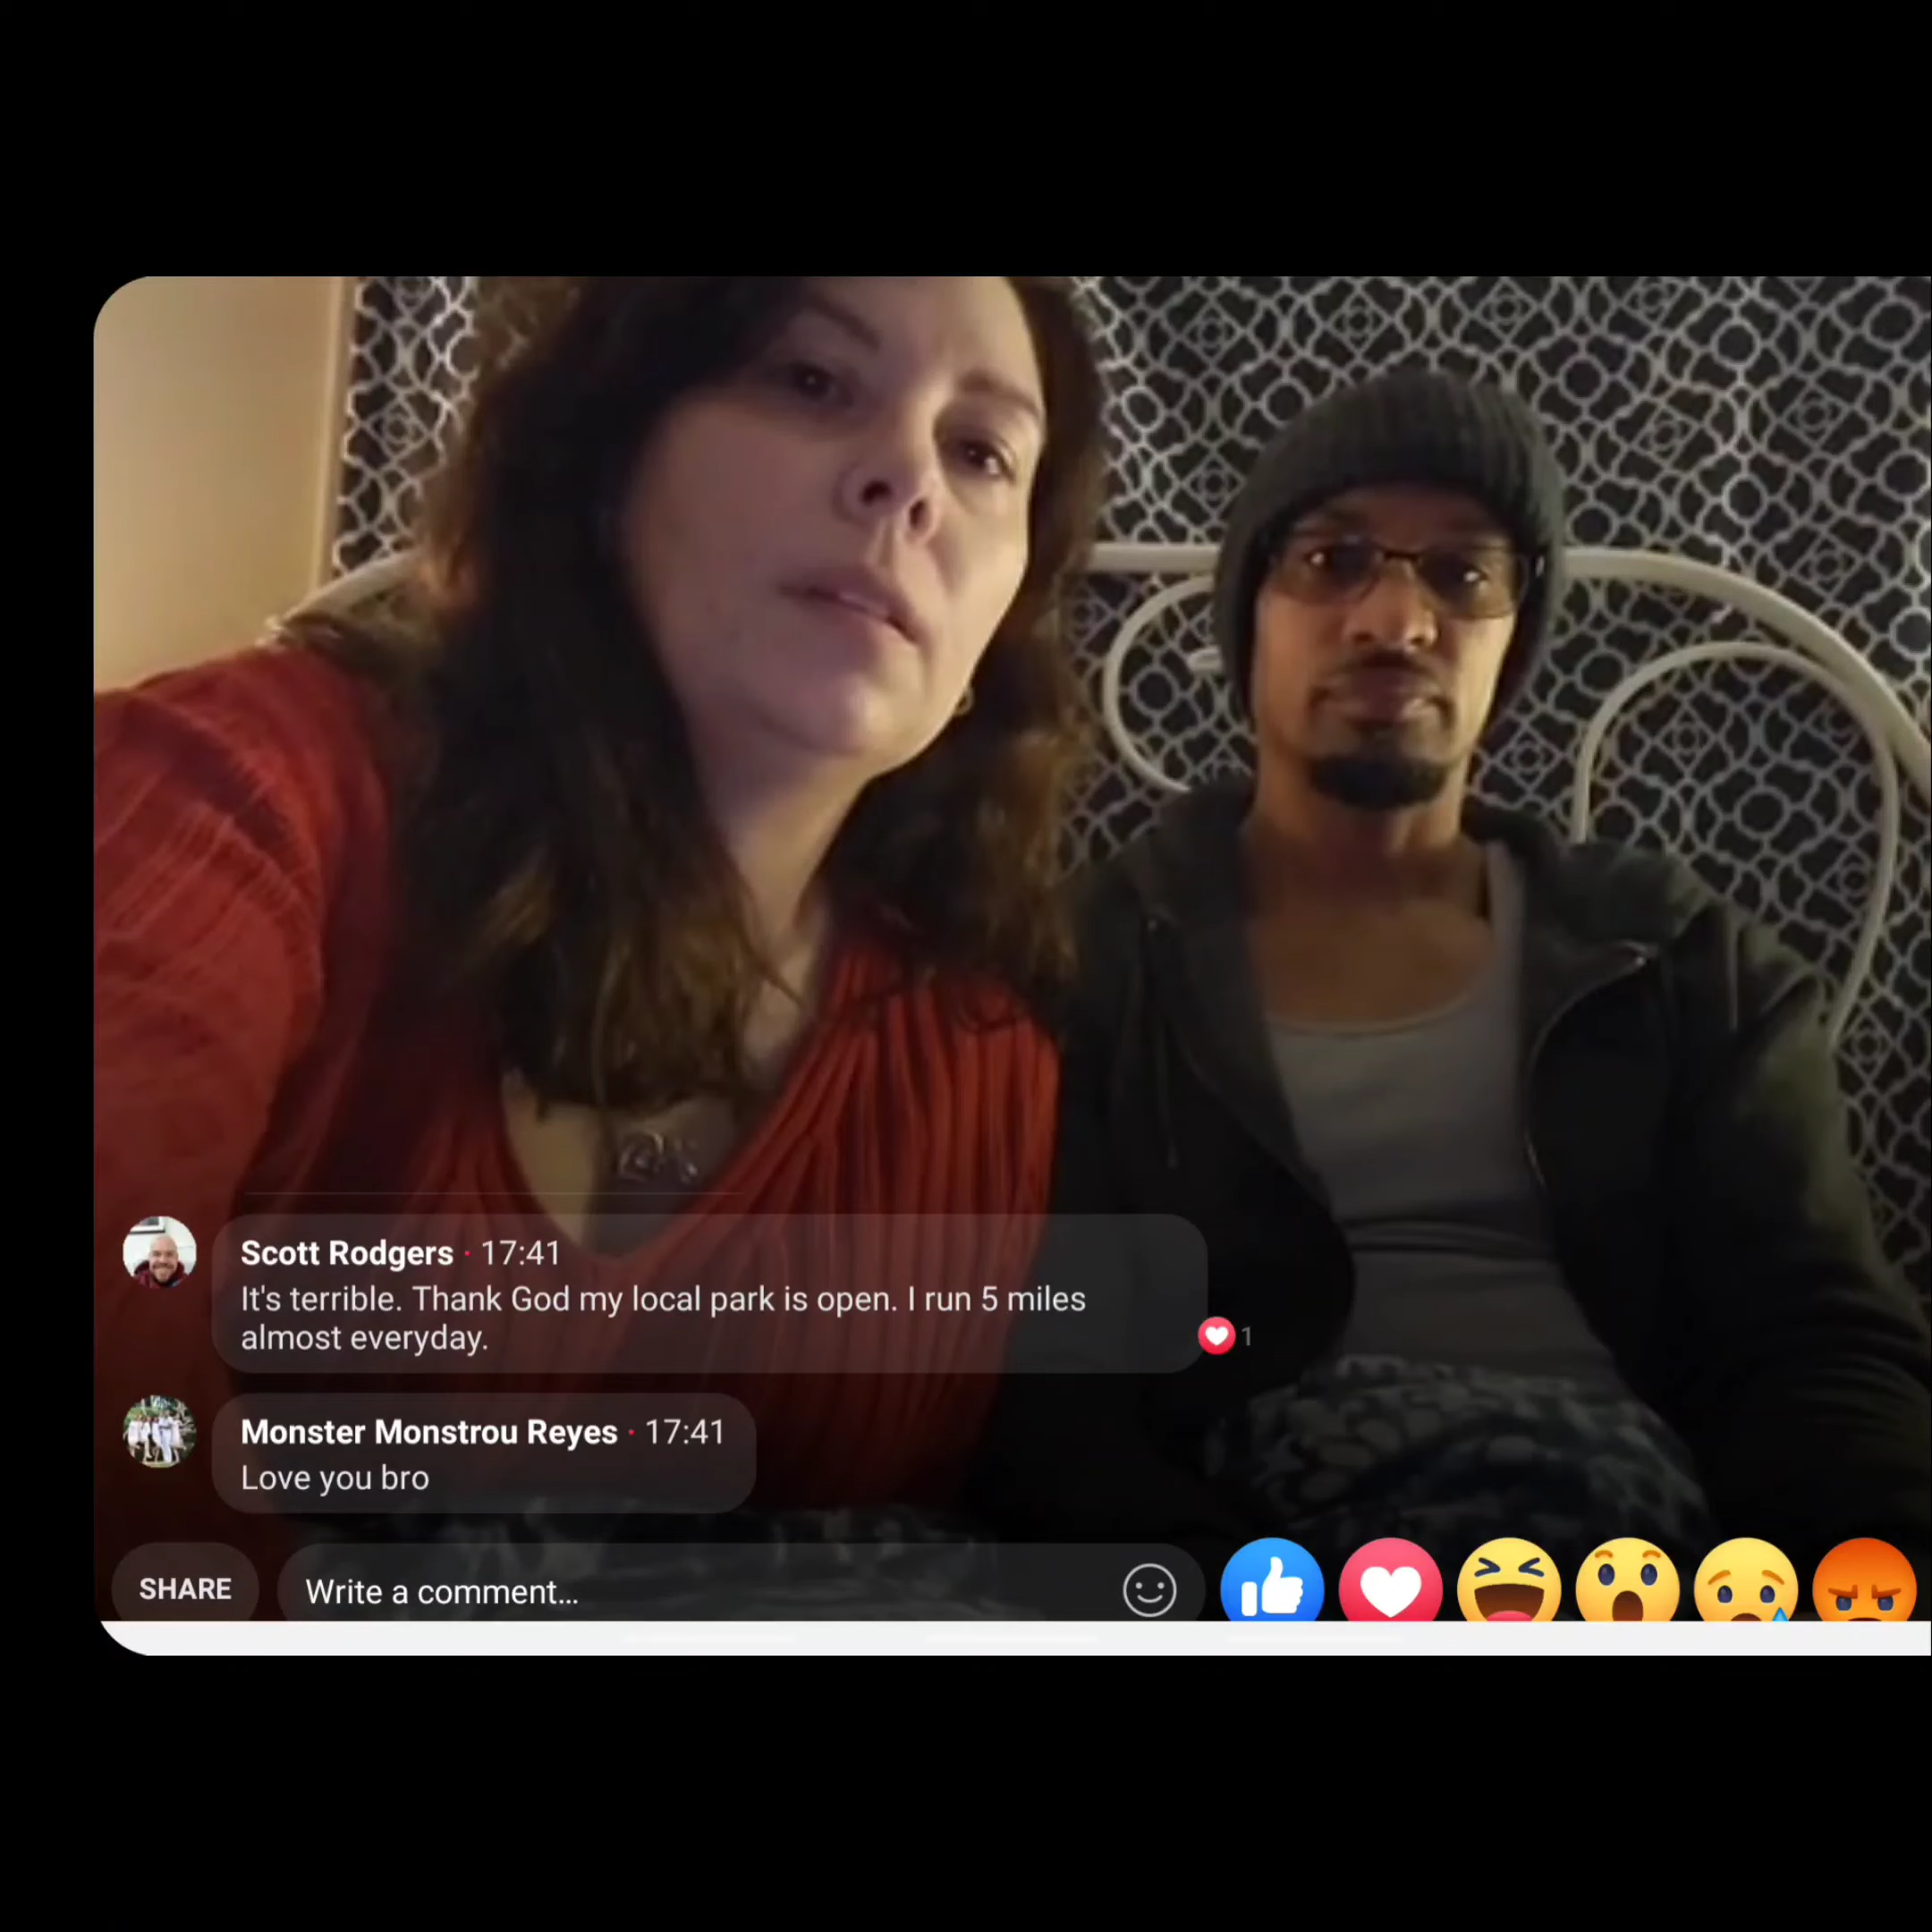 Scott Rodgers · 17:41
It's terrible. Thank God my local park is open. I run 5 miles
almost everyday.
1
Monster Monstrou Reyes · 17:41
Love you bro
SHARE
Write a comment...